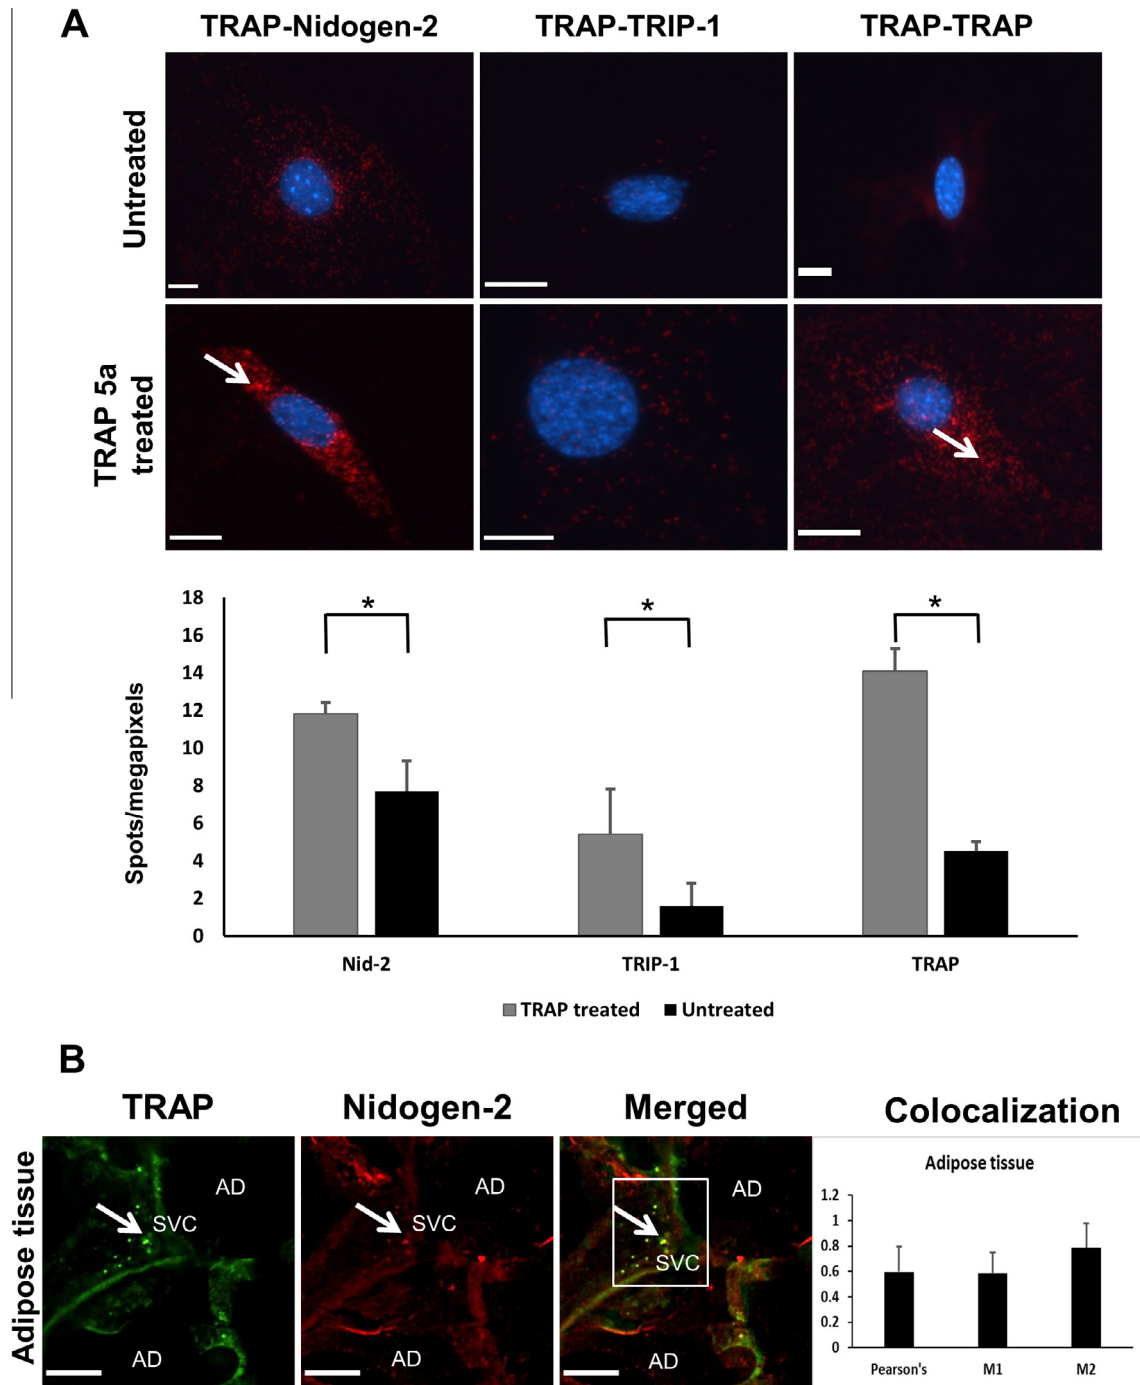 A
TRAP-Nidogen-2 TRAP-TRIP-1 TRAP-TRAP
Untreated
TRAP 5a
treated
18
16
14
12
10
8
6
4
2
0
Spots/megapixels
* * *
Nid-2 TRIP-1 TRAP
TRAP treated Untreated
B
TRAP Nidogen-2 Merged Colocalization
Adipose tissue
AD
SVC
AD
AD
SVC
AD
AD
SVC
AD
Adipose tissue
1.2
1
0.8
0.6
0.4
0.2
0
Pearson's M1 M2